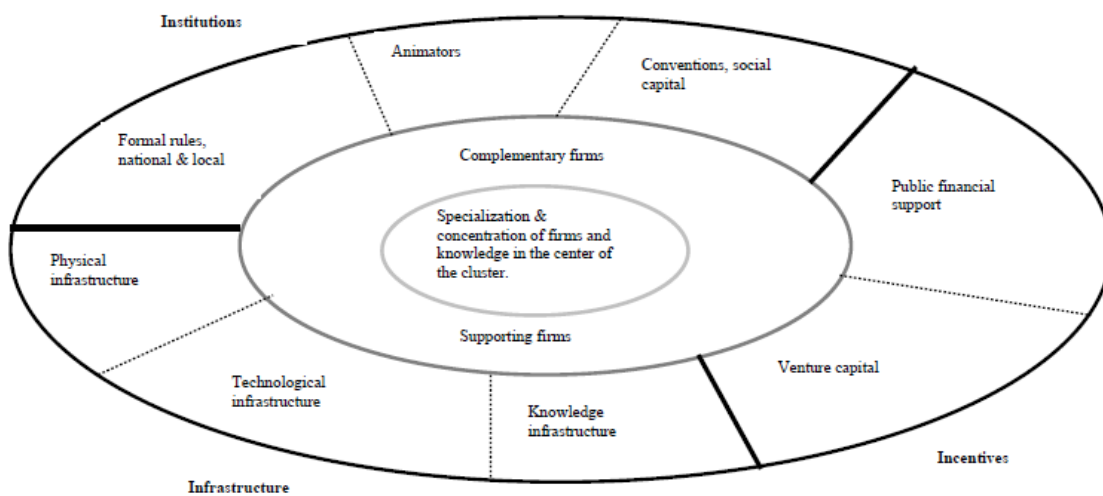 Institutions
Animators
Conventions, social
capital
Formal rules,
national & local
Complementary firms
Public financial
support
Specialization &
concentration of firms and
knowledge in the center of
the cluster.
Physical
infrastructure
Supporting firms
Venture capital
Technological
infrastructure
Knowledge
infrastructure
Incentives
Infrastructure